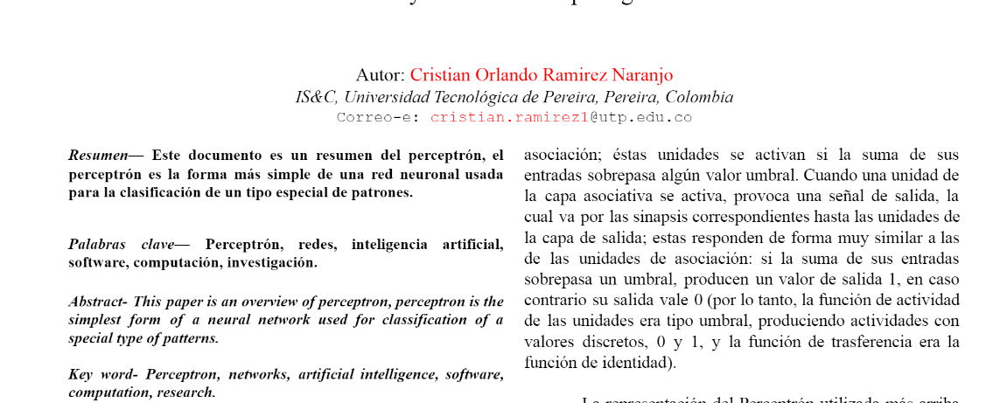 Autor: Cristian Orlando Ramirez Naranjo
IS&C, Universidad Tecnológica de Pereira, Pereira, Colombia
Correo-e: cristian.ramirez1@utp.edu.co
Resumen— Este documento es un resumen del perceptrón, el
perceptrón es la forma más simple de una red neuronal usada
para la clasificación de un tipo especial de patrones.
Palabras clave— Perceptrón, redes, inteligencia artificial,
software, computación, investigación.
Abstract- This paper is an overview of perceptron, perceptron is the
simplest form of a neural network used for classification of a
special type of patterns.
Key word- Perceptron, networks, artificial intelligence, software,
computation, research.
asociación; éstas unidades se activan si la suma de sus
entradas sobrepasa algún valor umbral. Cuando una unidad de
la capa asociativa se activa, provoca una señal de salida, la
cual va por las sinapsis correspondientes hasta las unidades de
la capa de salida; estas responden de forma muy similar a las
de las unidades de asociación: si la suma de sus entradas
sobrepasa un umbral, producen un valor de salida 1, en caso
contrario su salida vale 0 (por lo tanto, la función de actividad
de las unidades era tipo umbral, produciendo actividades con
valores discretos, 0 y 1, y la función de trasferencia era la
función de identidad).
La representación del Perceptrón utilizada más arriba